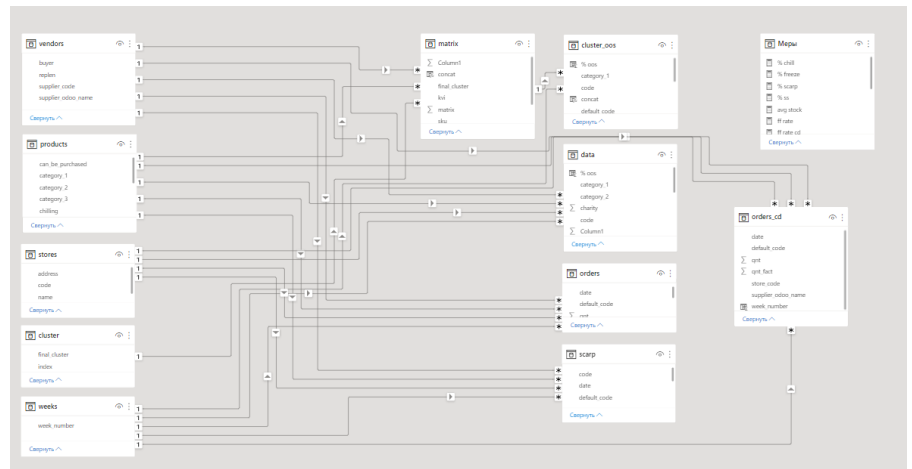 vendors
buyer
replen
supplier_code
supplier_odoo_name
Свернуть
products
can_be_purchased
category_1
category_2
category_3
chilling
Свернуть
stores
address
code
name
Свернуть
cluster
final_cluster
index
Свернуть
weeks
week_number
Свернуть
matrix
Column1
concat
final_cluster
kvi
matrix
sku
Свернуть
cluster_oos
% oos
category_1
code
concat
default_code
Свернуть
data
% oos
category_1
category_2
charity
code
Column1
Свернуть
orders
date
default_code
qnt
Свернуть
scarp
code
date
default_code
Свернуть
Меры
% chill
% freeze
% scarp
% ss
avg stock
ff rate
ff rate cd
Свернуть
orders_cd
date
default_code
qnt
qnt_fact
store_code
supplier_odoo_name
week_number
Свернуть